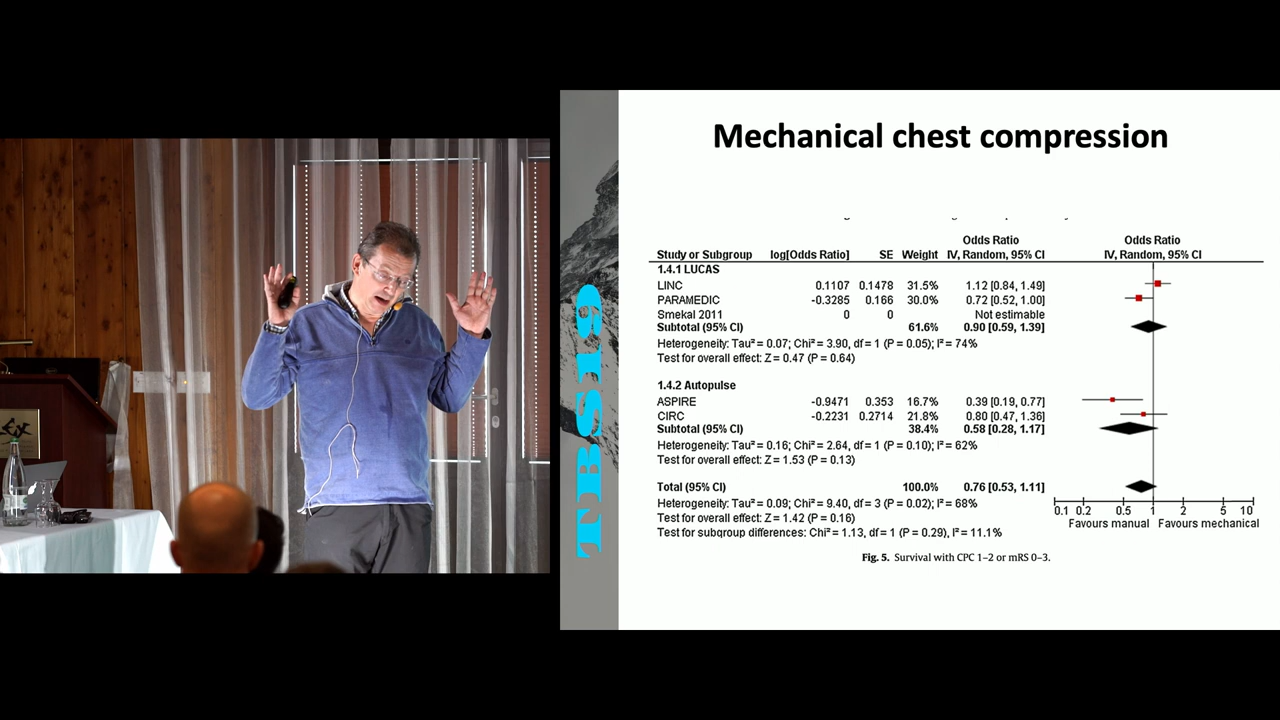 TBS19
Mechanical chest compression
Odds Ratio Odds Ratio
Study or Subgroup log[Odds Ratio] SE Weight IV, Random, 95% CI IV, Random, 95% CI
1.4.1 LUCAS
LINC 0.1107 0.1478 31.5% 1.12 [0.84, 1.49]
PARAMEDIC -0.3285 0.166 30.0% 0.72 [0.52, 1.00]
Smekal 2011 0 0 Not estimable
Subtotal (95% CI) 61.6% 0.90 [0.59, 1.39]
Heterogeneity: Tau² = 0.07; Chi² = 3.90, df = 1 (P = 0.05); I² = 74%
Test for overall effect: Z = 0.47 (P = 0.64)
1.4.2 Autopulse
ASPIRE -0.9471 0.353 16.7% 0.39 [0.19, 0.77]
CIRC -0.2231 0.2714 21.8% 0.80 [0.47, 1.36]
Subtotal (95% CI) 38.4% 0.58 [0.28, 1.17]
Heterogeneity: Tau² = 0.16; Chi² = 2.64, df = 1 (P = 0.10); I² = 62%
Test for overall effect: Z = 1.53 (P = 0.13)
Total (95% CI) 100.0% 0.76 [0.53, 1.11]
Heterogeneity: Tau² = 0.09; Chi² = 9.40, df = 3 (P = 0.02); I² = 68%
Test for overall effect: Z = 1.42 (P = 0.16)
Test for subgroup differences: Chi² = 1.13, df = 1 (P = 0.29), I² = 11.1%
0.1 0.2 0.5 1 2 5 10
Favours manual Favours mechanical
Fig. 5. Survival with CPC 1–2 or mRS 0–3.